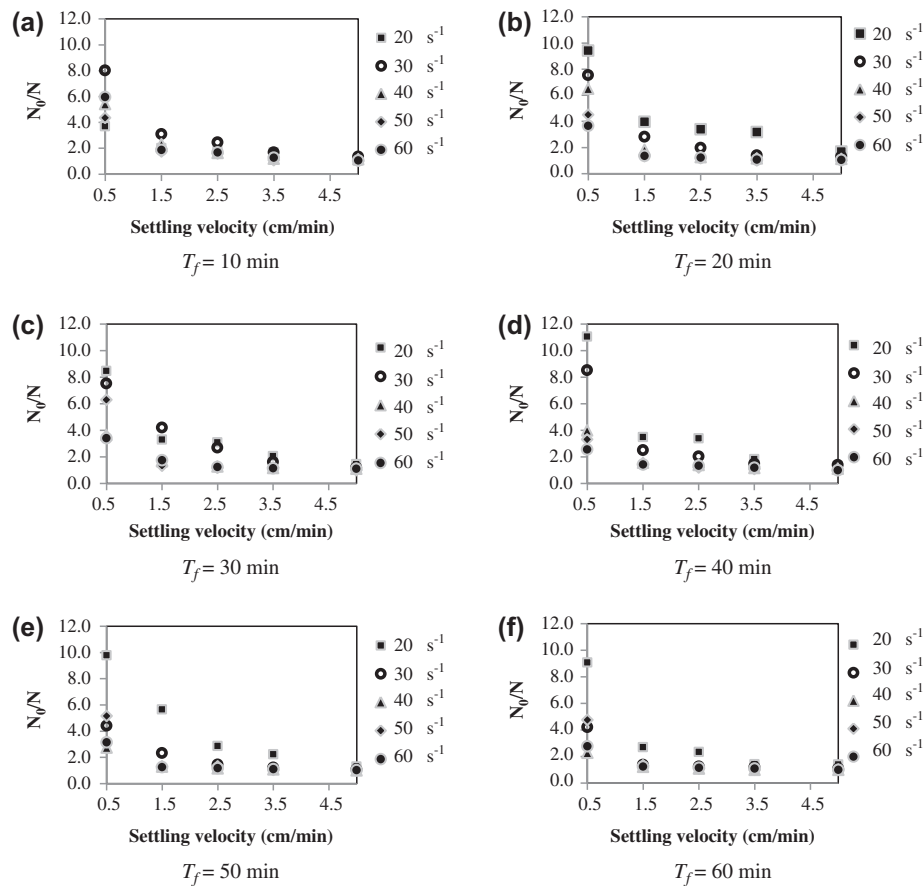 (a)
N₀/N
12.0
10.0
8.0
6.0
4.0
2.0
0.0
0.5 1.5 2.5 3.5 4.5
Settling velocity (cm/min)
20 s⁻¹
30 s⁻¹
40 s⁻¹
50 s⁻¹
60 s⁻¹
T_f = 10 min
(b)
N₀/N
12.0
10.0
8.0
6.0
4.0
2.0
0.0
0.5 1.5 2.5 3.5 4.5
Settling velocity (cm/min)
20 s⁻¹
30 s⁻¹
40 s⁻¹
50 s⁻¹
60 s⁻¹
T_f = 20 min
(c)
N₀/N
12.0
10.0
8.0
6.0
4.0
2.0
0.0
0.5 1.5 2.5 3.5 4.5
Settling velocity (cm/min)
20 s⁻¹
30 s⁻¹
40 s⁻¹
50 s⁻¹
60 s⁻¹
T_f = 30 min
(d)
N₀/N
12.0
10.0
8.0
6.0
4.0
2.0
0.0
0.5 1.5 2.5 3.5 4.5
Settling velocity (cm/min)
20 s⁻¹
30 s⁻¹
40 s⁻¹
50 s⁻¹
60 s⁻¹
T_f = 40 min
(e)
N₀/N
12.0
10.0
8.0
6.0
4.0
2.0
0.0
0.5 1.5 2.5 3.5 4.5
Settling velocity (cm/min)
20 s⁻¹
30 s⁻¹
40 s⁻¹
50 s⁻¹
60 s⁻¹
T_f = 50 min
(f)
N₀/N
12.0
10.0
8.0
6.0
4.0
2.0
0.0
0.5 1.5 2.5 3.5 4.5
Settling velocity (cm/min)
20 s⁻¹
30 s⁻¹
40 s⁻¹
50 s⁻¹
60 s⁻¹
T_f = 60 min